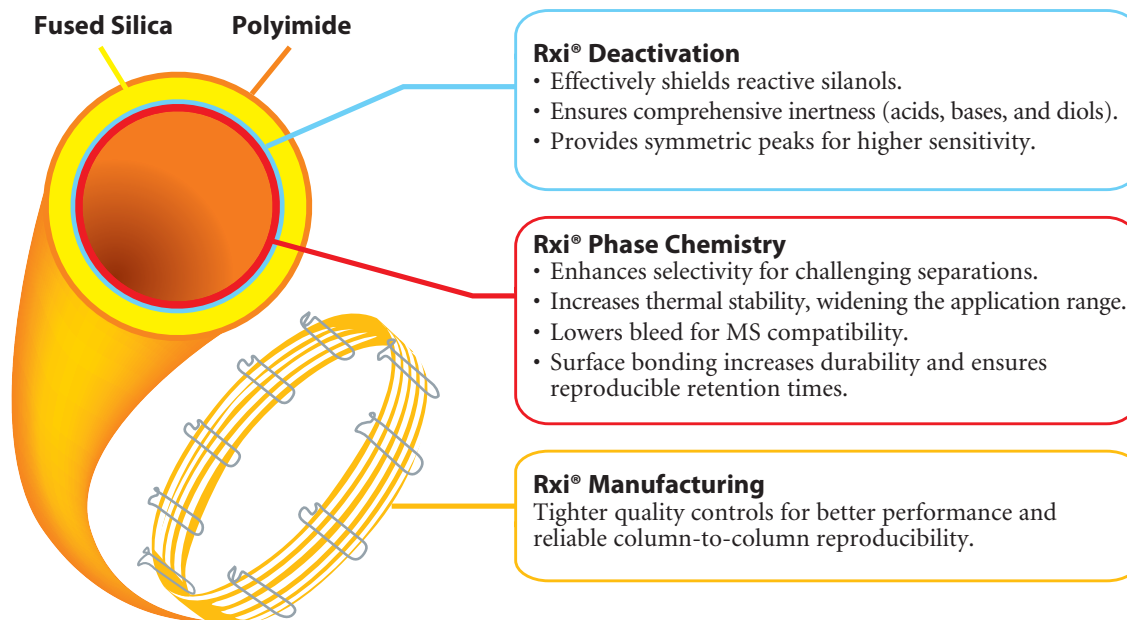 Fused Silica
Polyimide
Rxi® Deactivation
• Effectively shields reactive silanols.
• Ensures comprehensive inertness (acids, bases, and diols).
• Provides symmetric peaks for higher sensitivity.
Rxi® Phase Chemistry
• Enhances selectivity for challenging separations.
• Increases thermal stability, widening the application range.
• Lowers bleed for MS compatibility.
• Surface bonding increases durability and ensures
reproducible retention times.
Rxi® Manufacturing
Tighter quality controls for better performance and
reliable column-to-column reproducibility.